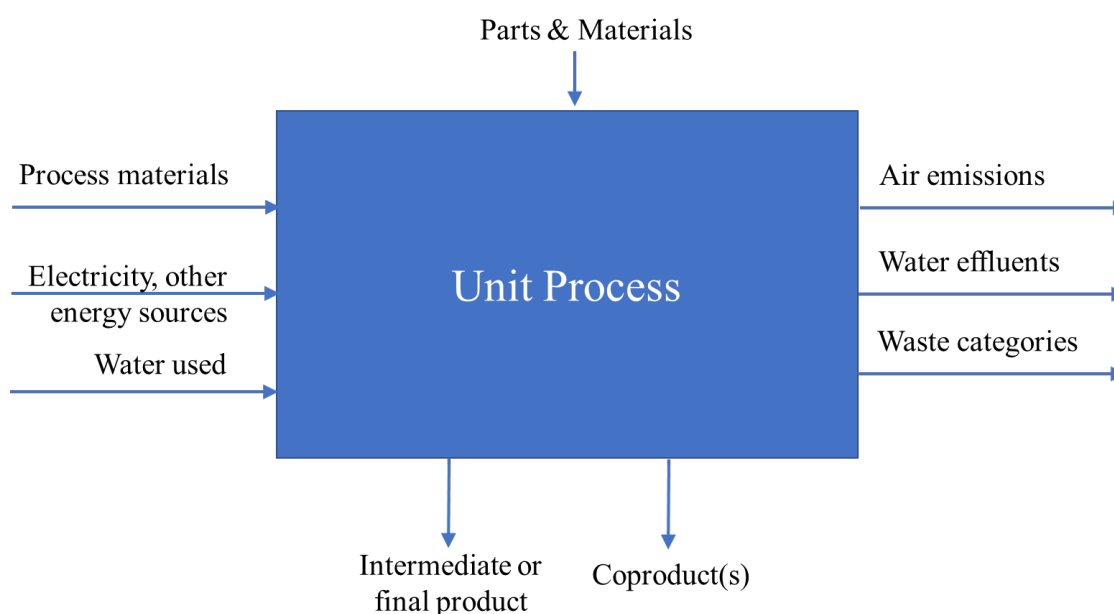 Parts & Materials
Process materials
Electricity, other
energy sources
Water used
Unit Process
Air emissions
Water effluents
Waste categories
Intermediate or
final product
Coproduct(s)